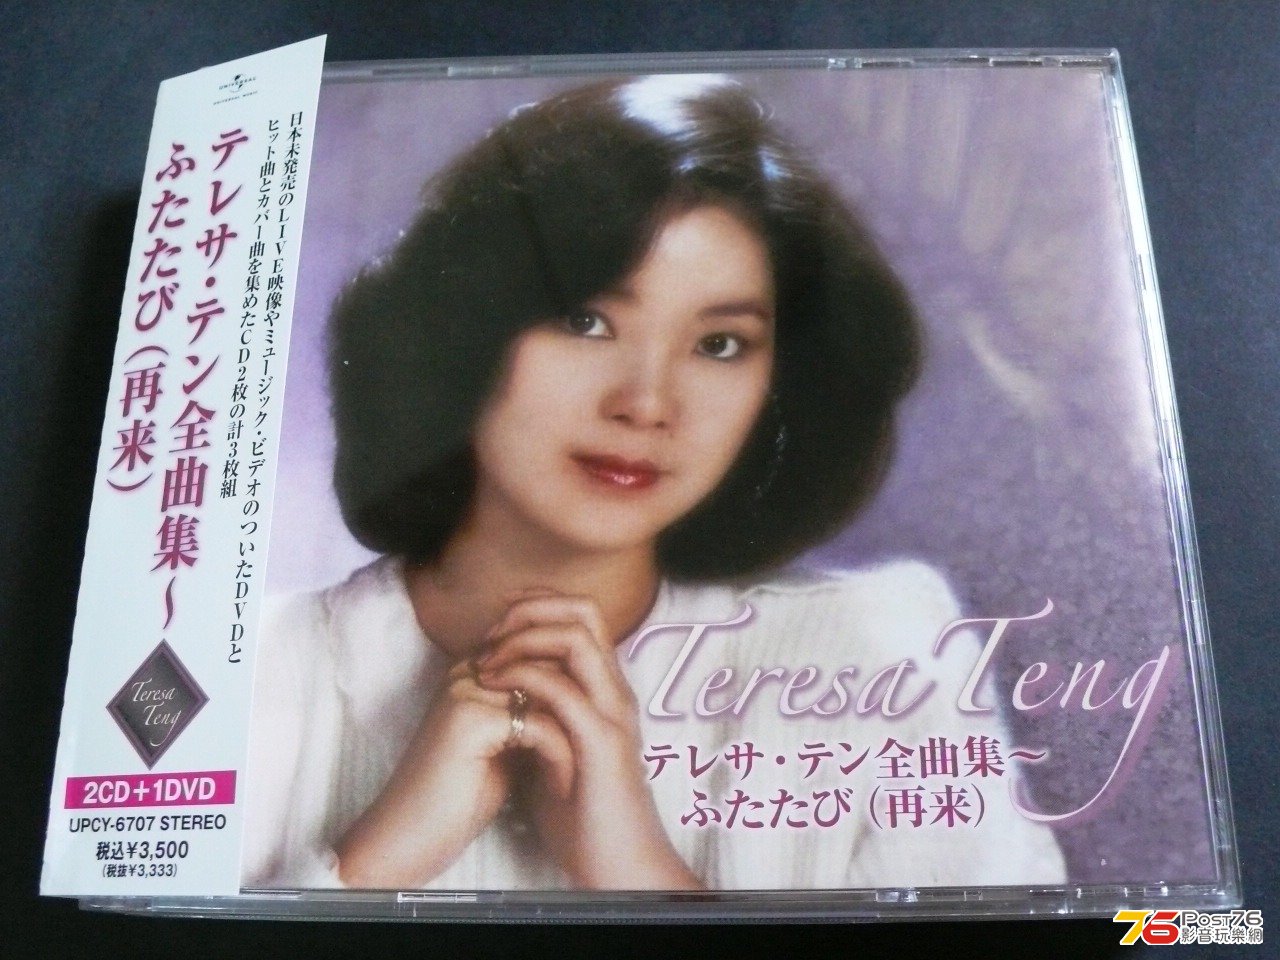 UNIVERSAL
UNIVERSAL MUSIC
日本未発売のLIVE映像やミュージック・ビデオのついたDVDと
ヒット曲とカバー曲を集めたCD2枚の計3枚組
テレサ・テン全曲集～
ふたたび（再来）
Teresa
Teng
2CD+1DVD
UPCY-6707 STEREO
税込¥3,500
(税抜¥3,333)
Teresa Teng
テレサ・テン全曲集～
ふたたび（再来）
76 Post76
影音玩樂網